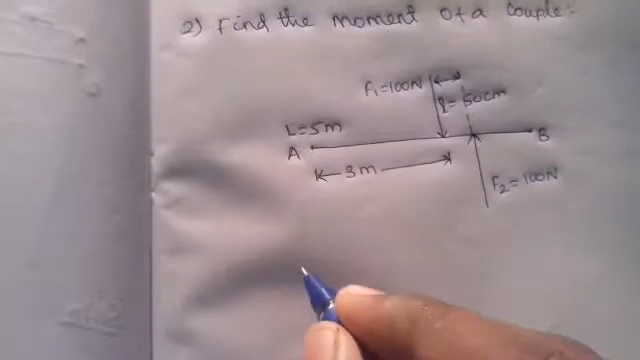 2) Find the moment of a couple:
F₁=100N
l=50cm
L=5m
A
B
3m
F₂=100N